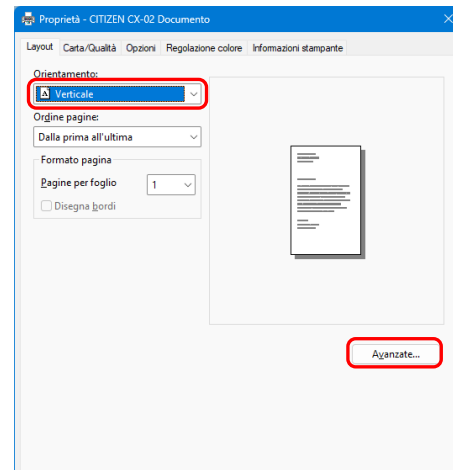 Proprietà - CITIZEN CX-02 Documento
Layout Carta/Qualità Opzioni Regolazione colore Informazioni stampante
Orientamento:
A Verticale
Ordine pagine:
Dalla prima all'ultima
Formato pagina
Pagine per foglio 1
Disegna bordi
Avanzate...